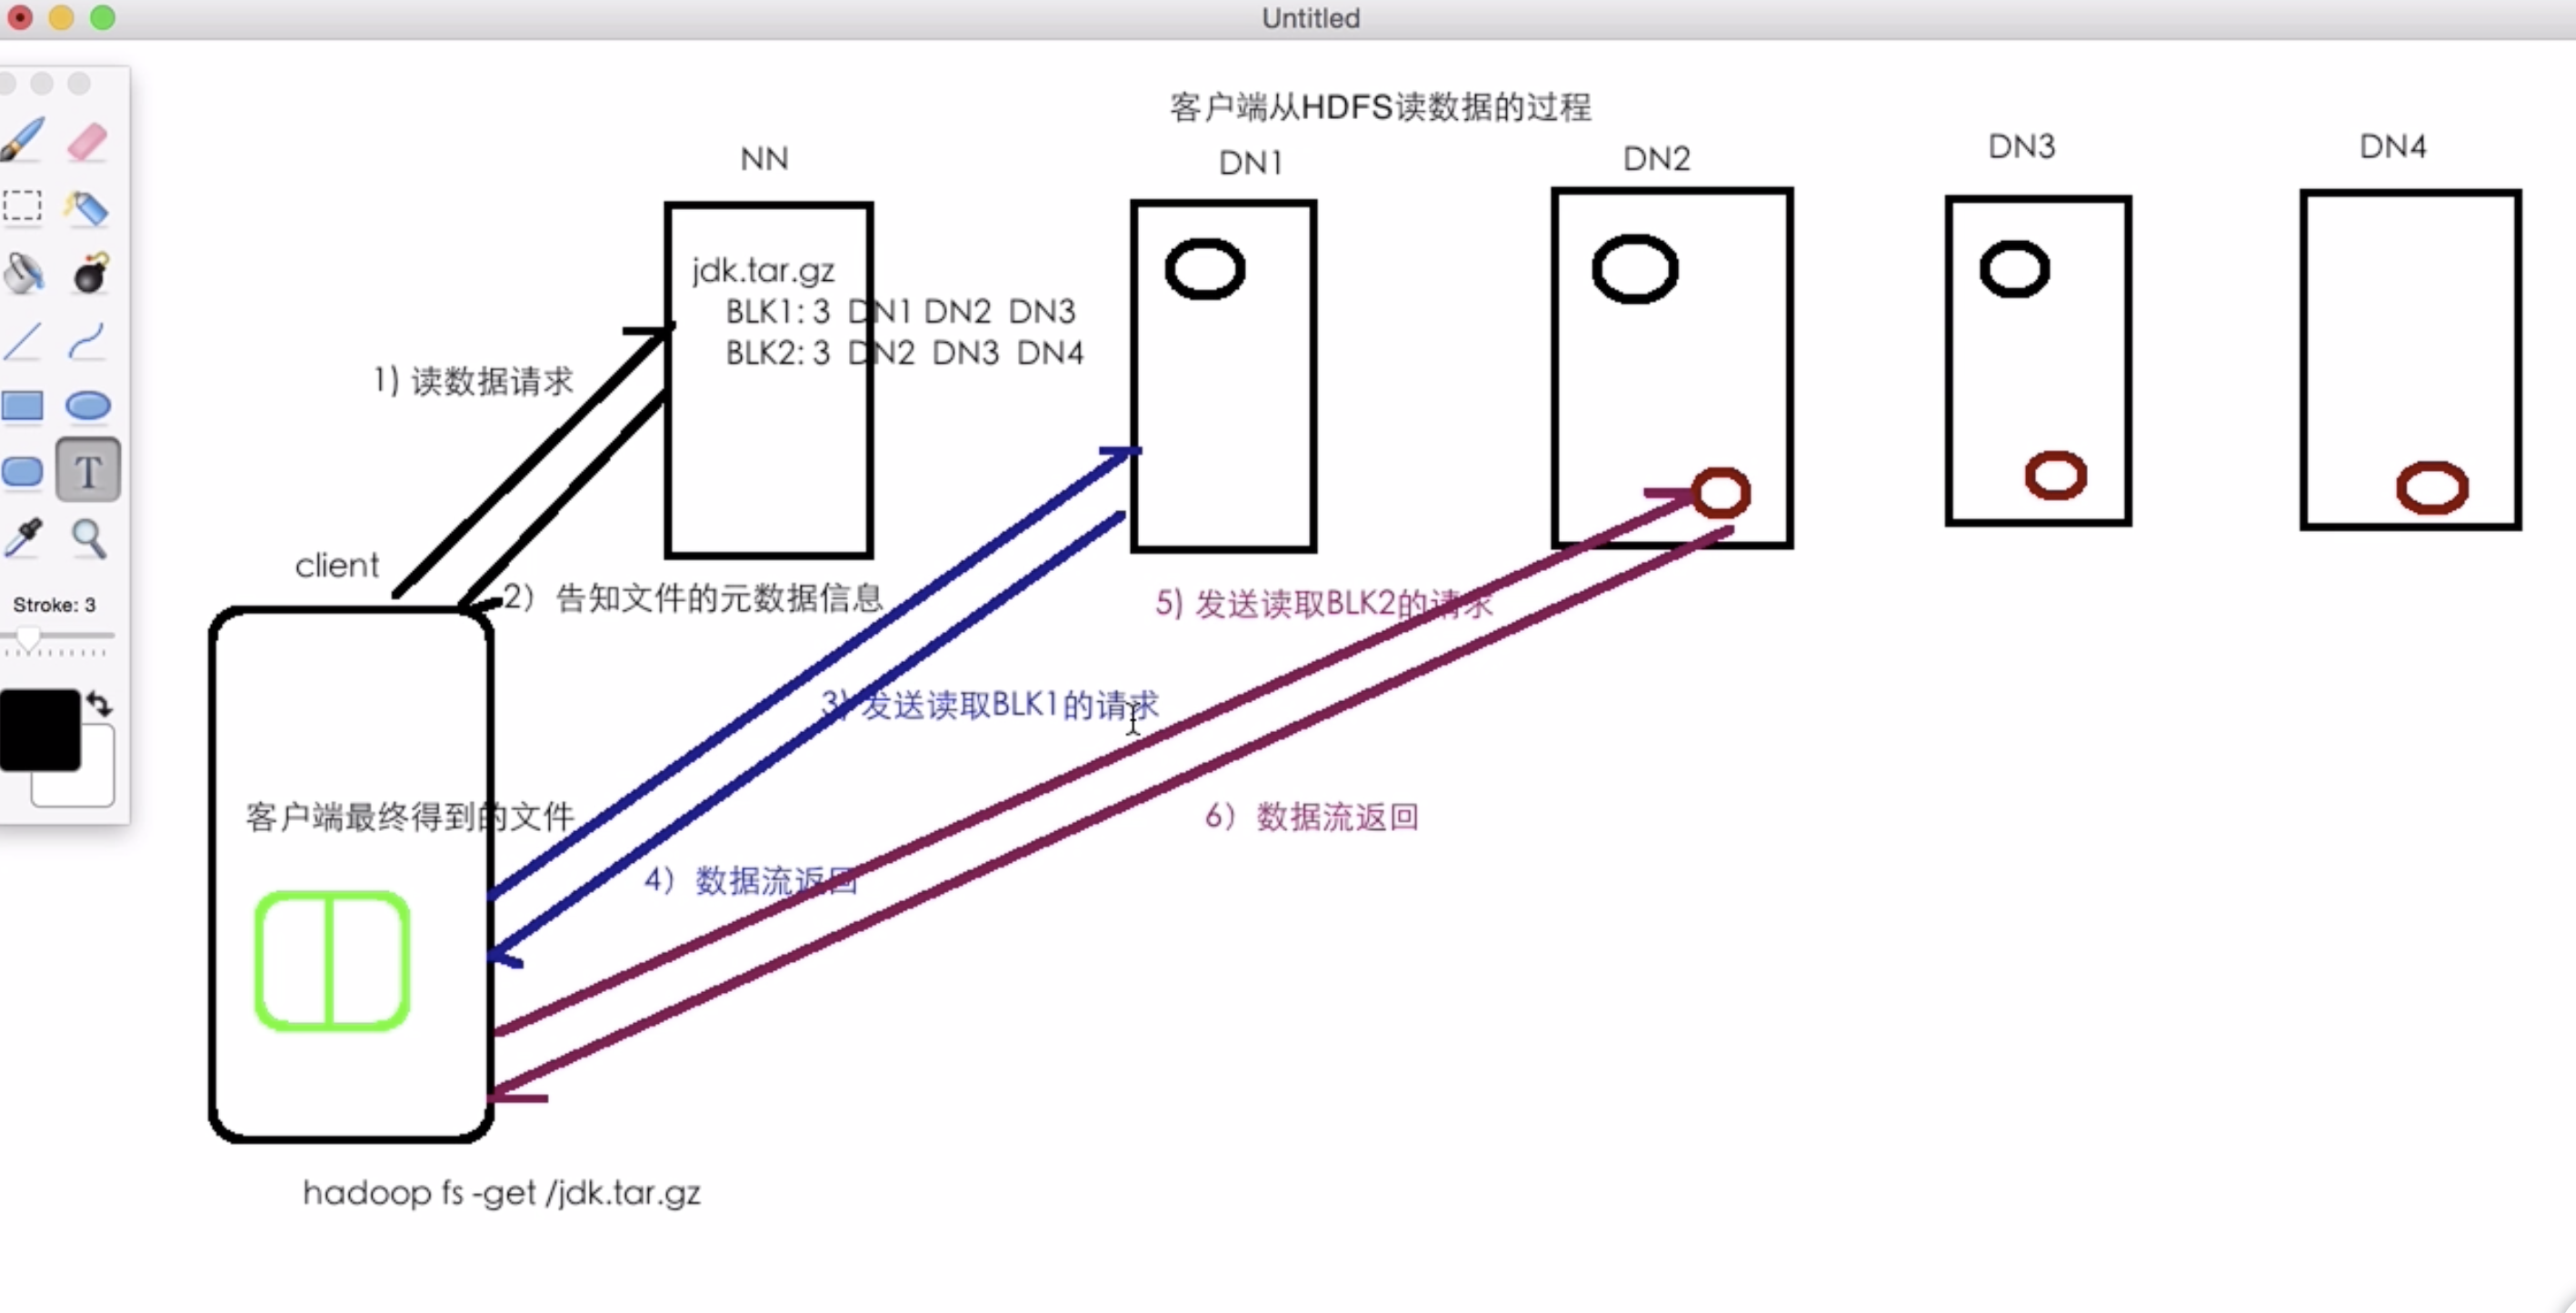 Untitled
客户端从HDFS读数据的过程
NN
DN1
DN2
DN3
DN4
jdk.tar.gz
BLK1: 3 DN1 DN2 DN3
BLK2: 3 DN2 DN3 DN4
1) 读数据请求
client
2）告知文件的元数据信息
5) 发送读取BLK2的请求
Stroke: 3
3) 发送读取BLK1的请求
客户端最终得到的文件
6）数据流返回
4）数据流返回
hadoop fs -get /jdk.tar.gz
T